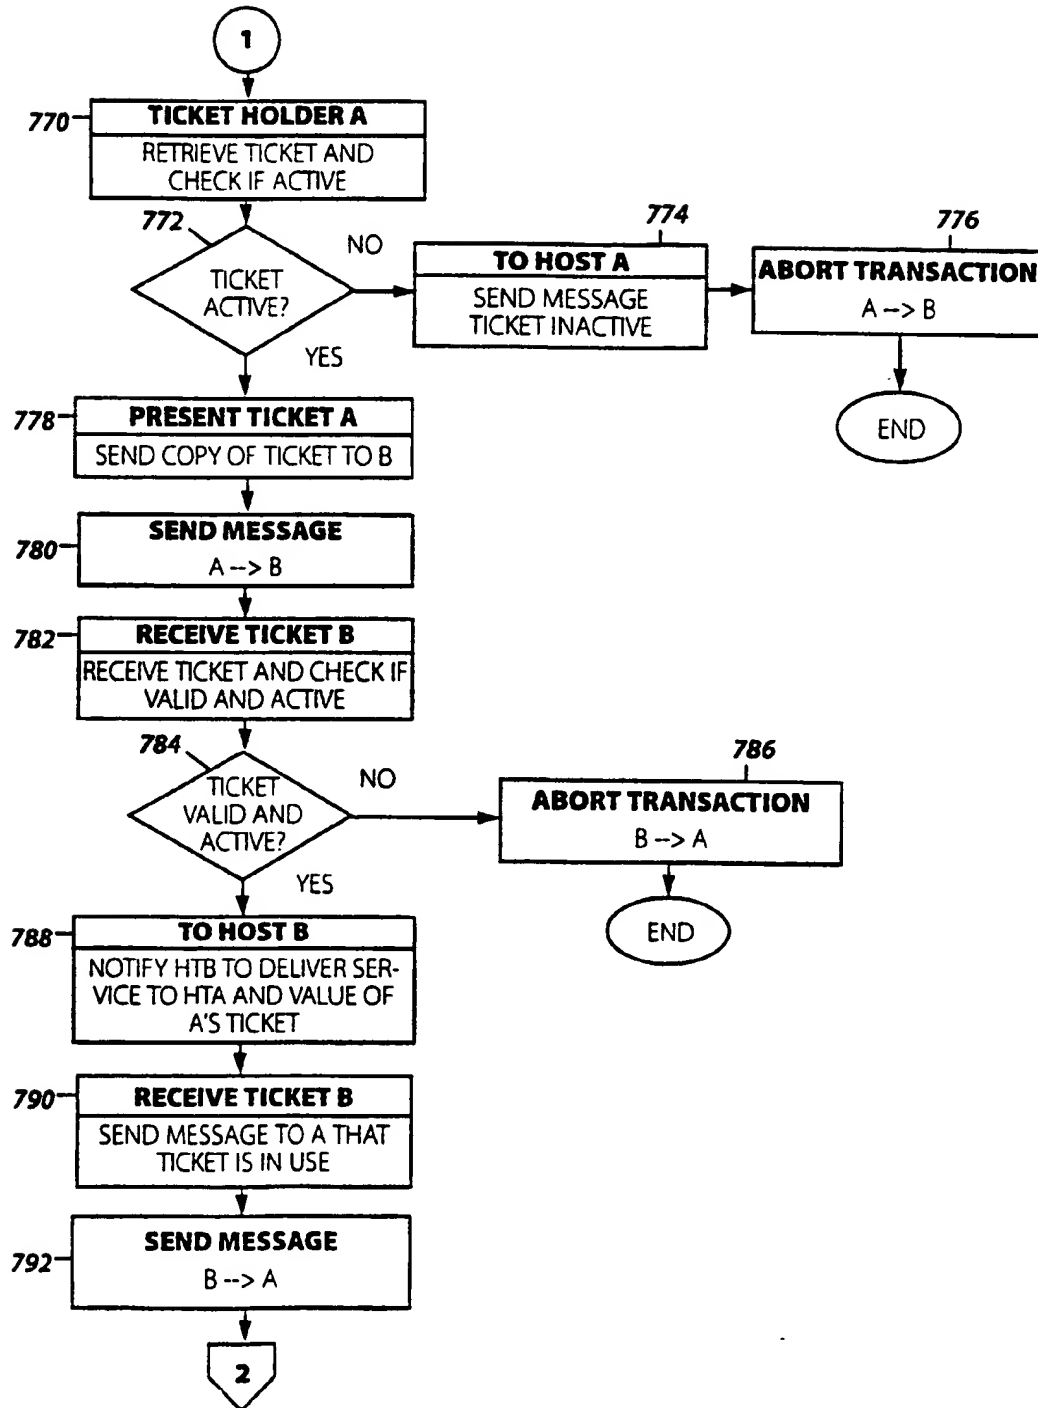 1
770
TICKET HOLDER A
RETRIEVE TICKET AND
CHECK IF ACTIVE
772
TICKET
ACTIVE?
NO
YES
774
TO HOST A
SEND MESSAGE
TICKET INACTIVE
776
ABORT TRANSACTION
A --> B
END
778
PRESENT TICKET A
SEND COPY OF TICKET TO B
780
SEND MESSAGE
A --> B
782
RECEIVE TICKET B
RECEIVE TICKET AND CHECK IF
VALID AND ACTIVE
784
TICKET
VALID AND
ACTIVE?
NO
YES
786
ABORT TRANSACTION
B --> A
END
788
TO HOST B
NOTIFY HTB TO DELIVER SER-
VICE TO HTA AND VALUE OF
A'S TICKET
790
RECEIVE TICKET B
SEND MESSAGE TO A THAT
TICKET IS IN USE
792
SEND MESSAGE
B --> A
2